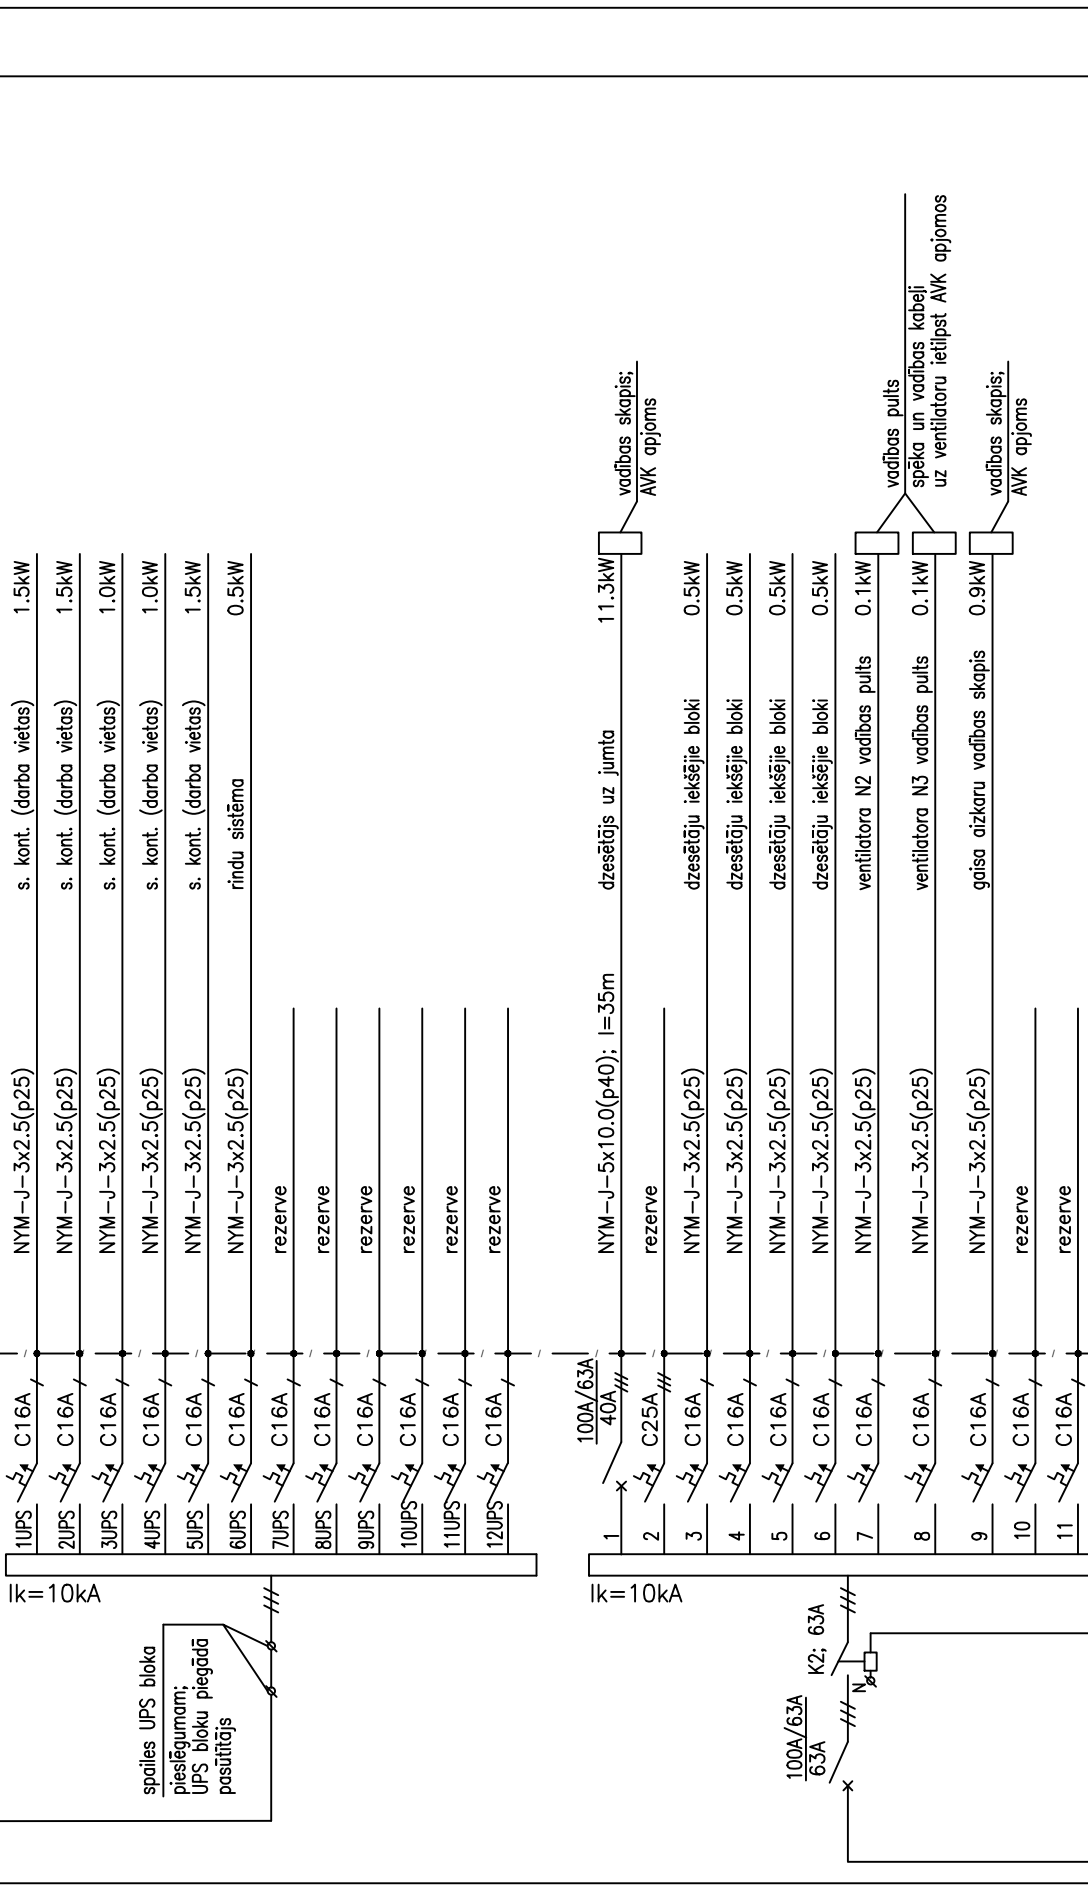 1UPS C16A NYM-J-3x2.5(p25) s. kont. (darba vietas) 1.5kW
2UPS C16A NYM-J-3x2.5(p25) s. kont. (darba vietas) 1.5kW
3UPS C16A NYM-J-3x2.5(p25) s. kont. (darba vietas) 1.0kW
4UPS C16A NYM-J-3x2.5(p25) s. kont. (darba vietas) 1.0kW
5UPS C16A NYM-J-3x2.5(p25) s. kont. (darba vietas) 1.5kW
6UPS C16A NYM-J-3x2.5(p25) rindu sistēma 0.5kW
7UPS C16A rezerve
8UPS C16A rezerve
9UPS C16A rezerve
10UPS C16A rezerve
11UPS C16A rezerve
12UPS C16A rezerve
Ik=10kA
spailes UPS bloka
pieslēgumam;
UPS bloku piegādā
pasūtītājs
100A/63A
1 40A NYM-J-5x10.0(p40); l=35m dzesētājs uz jumta 11.3kW
vadības skapis;
AVK apjoms
2 C25A rezerve
3 C16A NYM-J-3x2.5(p25) dzesētāju iekšējie bloki 0.5kW
4 C16A NYM-J-3x2.5(p25) dzesētāju iekšējie bloki 0.5kW
5 C16A NYM-J-3x2.5(p25) dzesētāju iekšējie bloki 0.5kW
6 C16A NYM-J-3x2.5(p25) dzesētāju iekšējie bloki 0.5kW
7 C16A NYM-J-3x2.5(p25) ventilatora N2 vadības pults 0.1kW
8 C16A NYM-J-3x2.5(p25) ventilatora N3 vadības pults 0.1kW
vadības pults
spēka un vadības kabeļi
uz ventilatoru ietilpst AVK apjomos
9 C16A NYM-J-3x2.5(p25) gaisa aizkaru vadības skapis 0.9kW
vadības skapis;
AVK apjoms
10 C16A rezerve
11 C16A rezerve
Ik=10kA
K2; 63A
N
100A/63A
63A